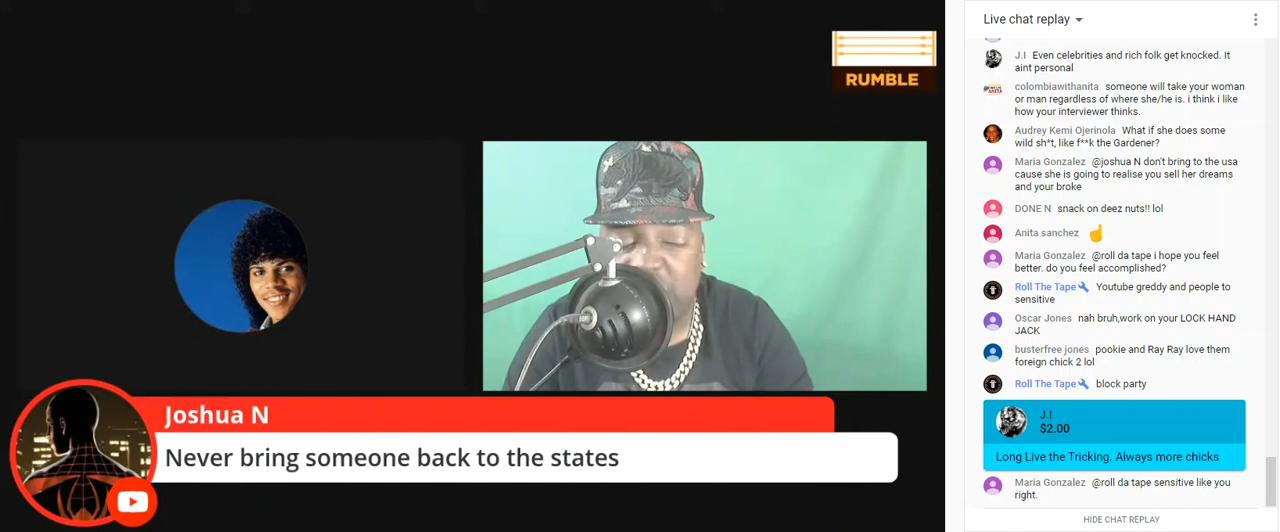 RUMBLE
Joshua N
Never bring someone back to the states
Live chat replay
J.I Even celebrities and rich folk get knocked. It
aint personal
colombiawithanita someone will take your woman
or man regardless of where she/he is. i think i like
how your interviewer thinks.
Audrey Kemi Ojerinola What if she does some
wild sh*t, like f**k the Gardener?
Maria Gonzalez @joshua N don't bring to the usa
cause she is going to realise you sell her dreams
and your broke
DONE N snack on deez nuts!! lol
Anita sanchez ☝
Maria Gonzalez @roll da tape i hope you feel
better. do you feel accomplished?
Roll The Tape Youtube greddy and people to
sensitive
Oscar Jones nah bruh,work on your LOCK HAND
JACK
busterfree jones pookie and Ray Ray love them
foreign chick 2 lol
Roll The Tape block party
J.I
$2.00
Long Live the Tricking. Always more chicks
Maria Gonzalez @roll da tape sensitive like you
right.
HIDE CHAT REPLAY